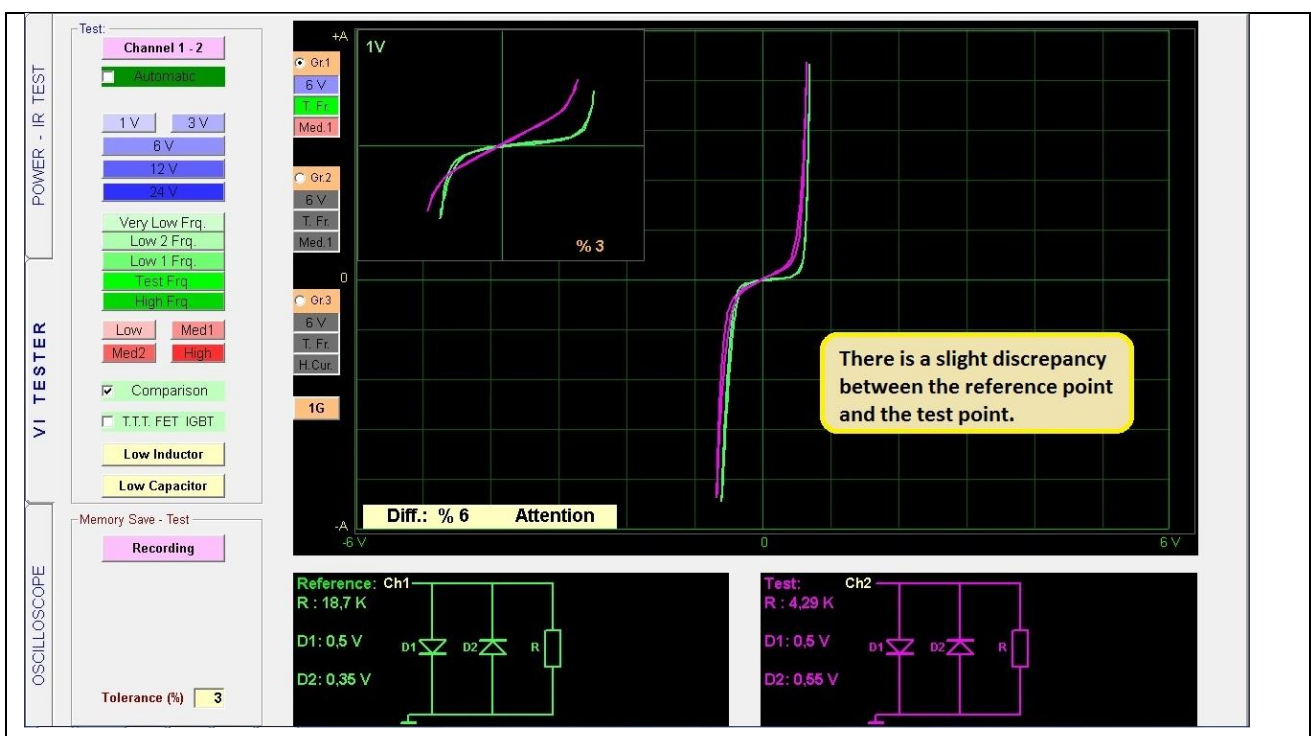 POWER - IR TEST
VI TESTER
OSCILLOSCOPE
Test:
Channel 1 - 2
Automatic
1 V
3 V
6 V
12 V
24 V
Very Low Frq.
Low 2 Frq.
Low 1 Frq.
Test Frq.
High Frq.
Low
Med1
Med2
High
Comparison
T.T.T. FET IGBT
Low Inductor
Low Capacitor
Memory Save - Test
Recording
Tolerance (%)
3
Gr.1
6 V
T. Fr.
Med.1
Gr.2
6 V
T. Fr.
Med.1
Gr.3
6 V
T. Fr.
H.Cur.
1G
+A
0
-A
1V
% 3
There is a slight discrepancy
between the reference point
and the test point.
Diff.: % 6 Attention
-6 V
0
6 V
Reference: Ch1
R : 18,7 K
D1: 0,5 V
D2: 0,35 V
D1
D2
R
Test: Ch2
R : 4,29 K
D1: 0,5 V
D2: 0,55 V
D1
D2
R